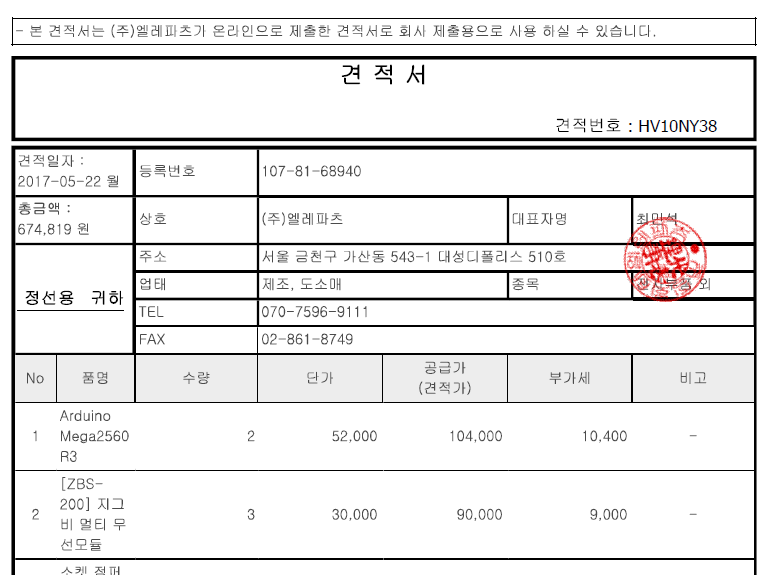 - 본 견적서는 (주)엘레파츠가 온라인으로 제출한 견적서로 회사 제출용으로 사용 하실 수 있습니다.
견 적 서
견적번호 : HV10NY38
견적일자 :
2017-05-22 월
등록번호
107-81-68940
총금액 :
674,819 원
상호
(주)엘레파츠
대표자명
최민석
정선용 귀하
주소
서울 금천구 가산동 543-1 대성디폴리스 510호
업태
제조, 도소매
종목
전자부품 외
TEL
070-7596-9111
FAX
02-861-8749
No
품명
수량
단가
공급가
(견적가)
부가세
비고
1
Arduino
Mega2560
R3
2
52,000
104,000
10,400
-
2
[ZBS-
200] 지그
비 멀티 무
선모듈
3
30,000
90,000
9,000
-
소켓 점퍼